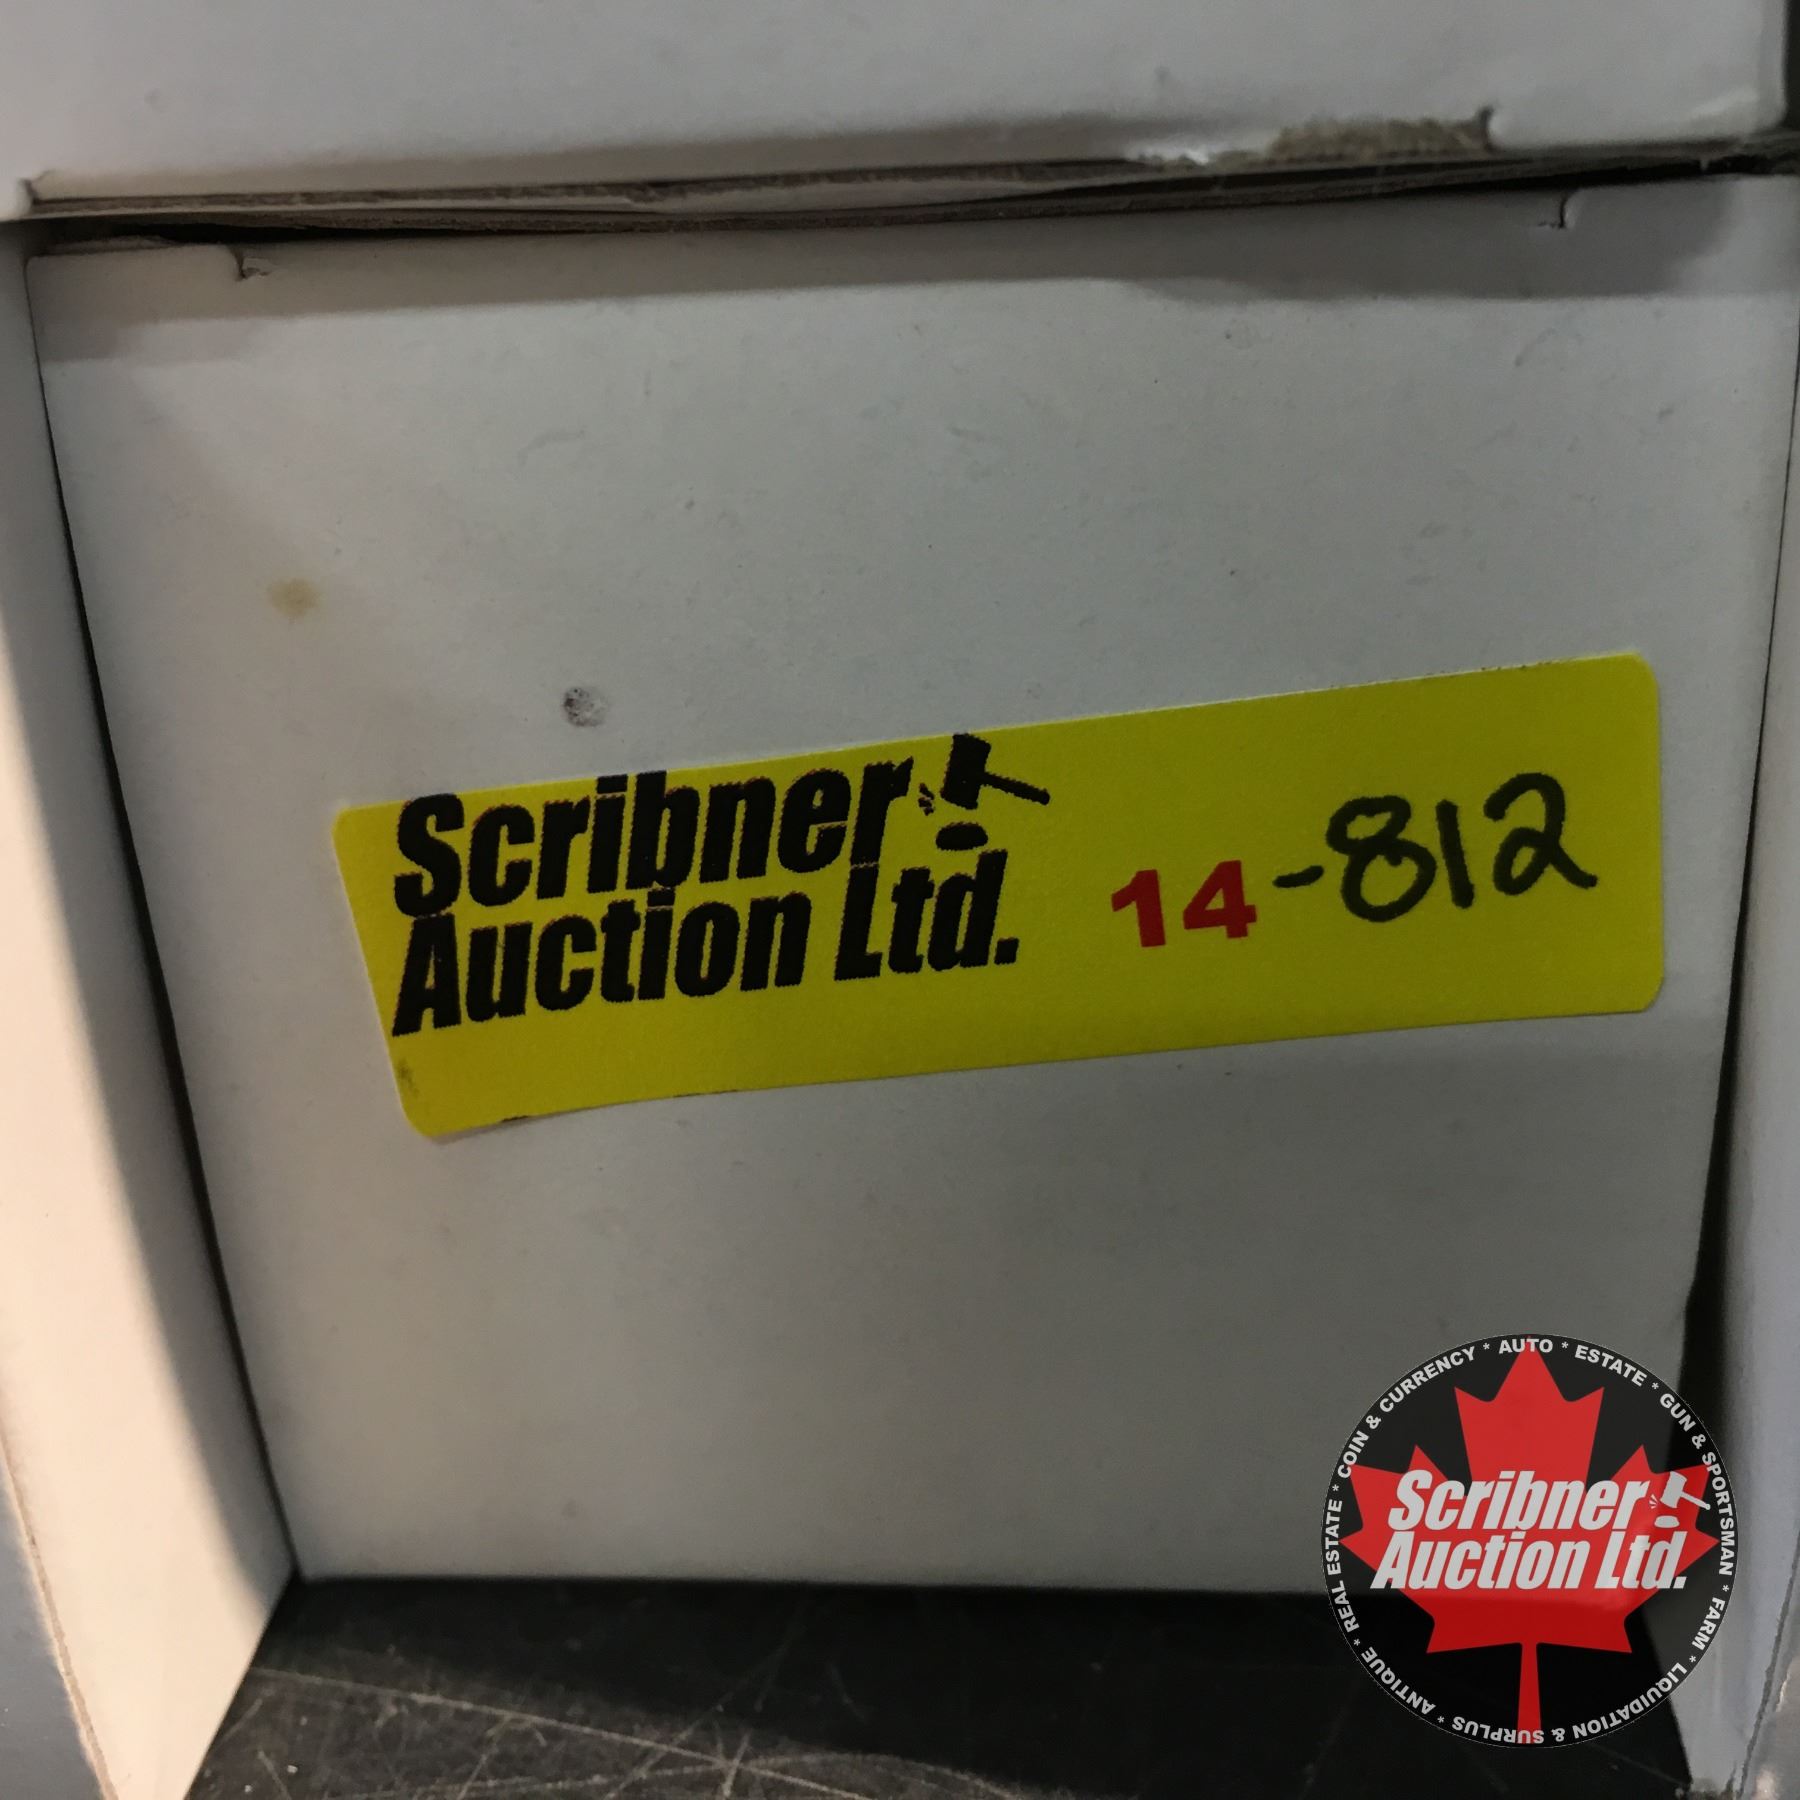 Scribner
Auction Ltd.
14-812
* AUTO * ESTATE * GUN & SPORTSMAN * FARM * LIQUIDATION & SURPLUS * ANTIQUE * REAL ESTATE * COIN & CURRENCY
Scribner
Auction Ltd.